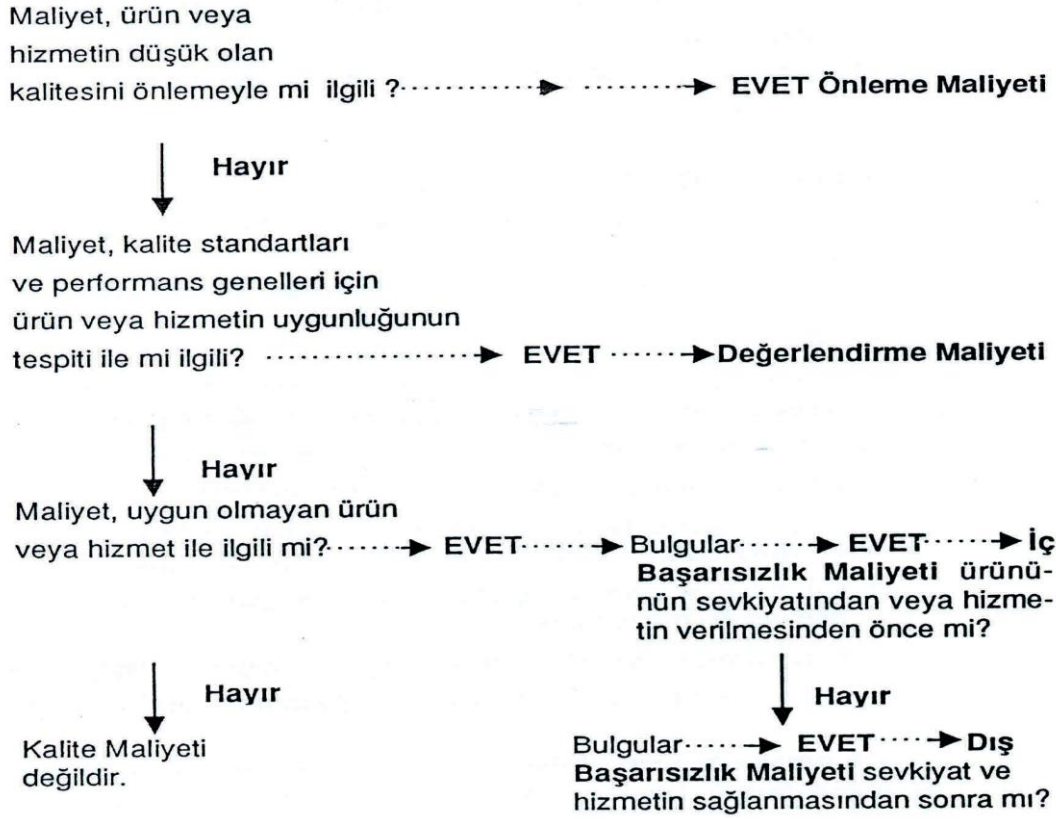 Maliyet, ürün veya
hizmetin düşük olan
kalitesini önlemeyle mi ilgili ? EVET Önleme Maliyeti
Hayır
Maliyet, kalite standartları
ve performans genelleri için
ürün veya hizmetin uygunluğunun
tespiti ile mi ilgili? EVET Değerlendirme Maliyeti
Hayır
Maliyet, uygun olmayan ürün
veya hizmet ile ilgili mi? EVET Bulgular EVET İç
Başarısızlık Maliyeti ürünü-
nün sevkiyatından veya hizme-
tin verilmesinden önce mi?
Hayır
Hayır
Kalite Maliyeti
değildir.
Bulgular EVET Dış
Başarısızlık Maliyeti sevkiyat ve
hizmetin sağlanmasından sonra mı?